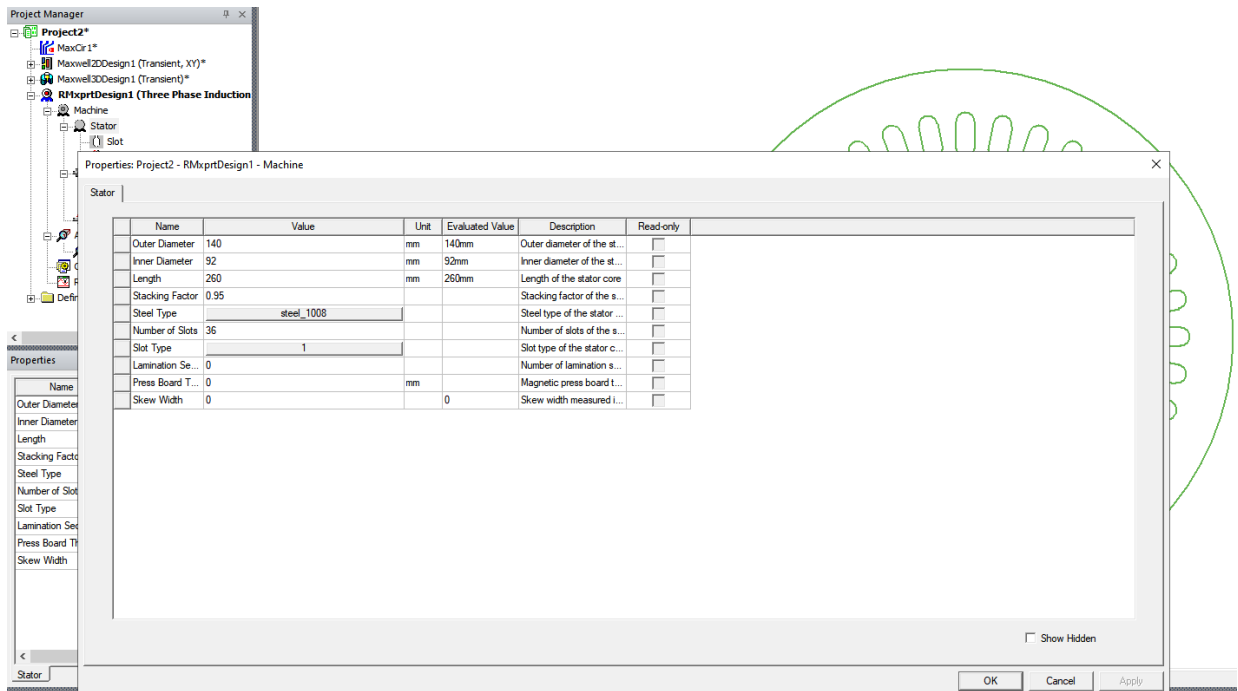 Project Manager
Project2*
MaxCir1*
Maxwell2DDesign1 (Transient, XY)*
Maxwell3DDesign1 (Transient)*
RMxprtDesign1 (Three Phase Induction
Machine
Stator
Slot
Defin
Properties: Project2 - RMxprtDesign1 - Machine
Stator
Name Value Unit Evaluated Value Description Read-only
Outer Diameter 140 mm 140mm Outer diameter of the st...
Inner Diameter 92 mm 92mm Inner diameter of the st...
Length 260 mm 260mm Length of the stator core
Stacking Factor 0.95 Stacking factor of the s...
Steel Type steel_1008 Steel type of the stator ...
Number of Slots 36 Number of slots of the s...
Slot Type 1 Slot type of the stator c...
Lamination Se... 0 Number of lamination s...
Press Board T... 0 mm Magnetic press board t...
Skew Width 0 0 Skew width measured i...
Show Hidden
OK Cancel Apply
Properties
Name
Outer Diameter
Inner Diameter
Length
Stacking Facto
Steel Type
Number of Slot
Slot Type
Lamination Sec
Press Board Th
Skew Width
Stator